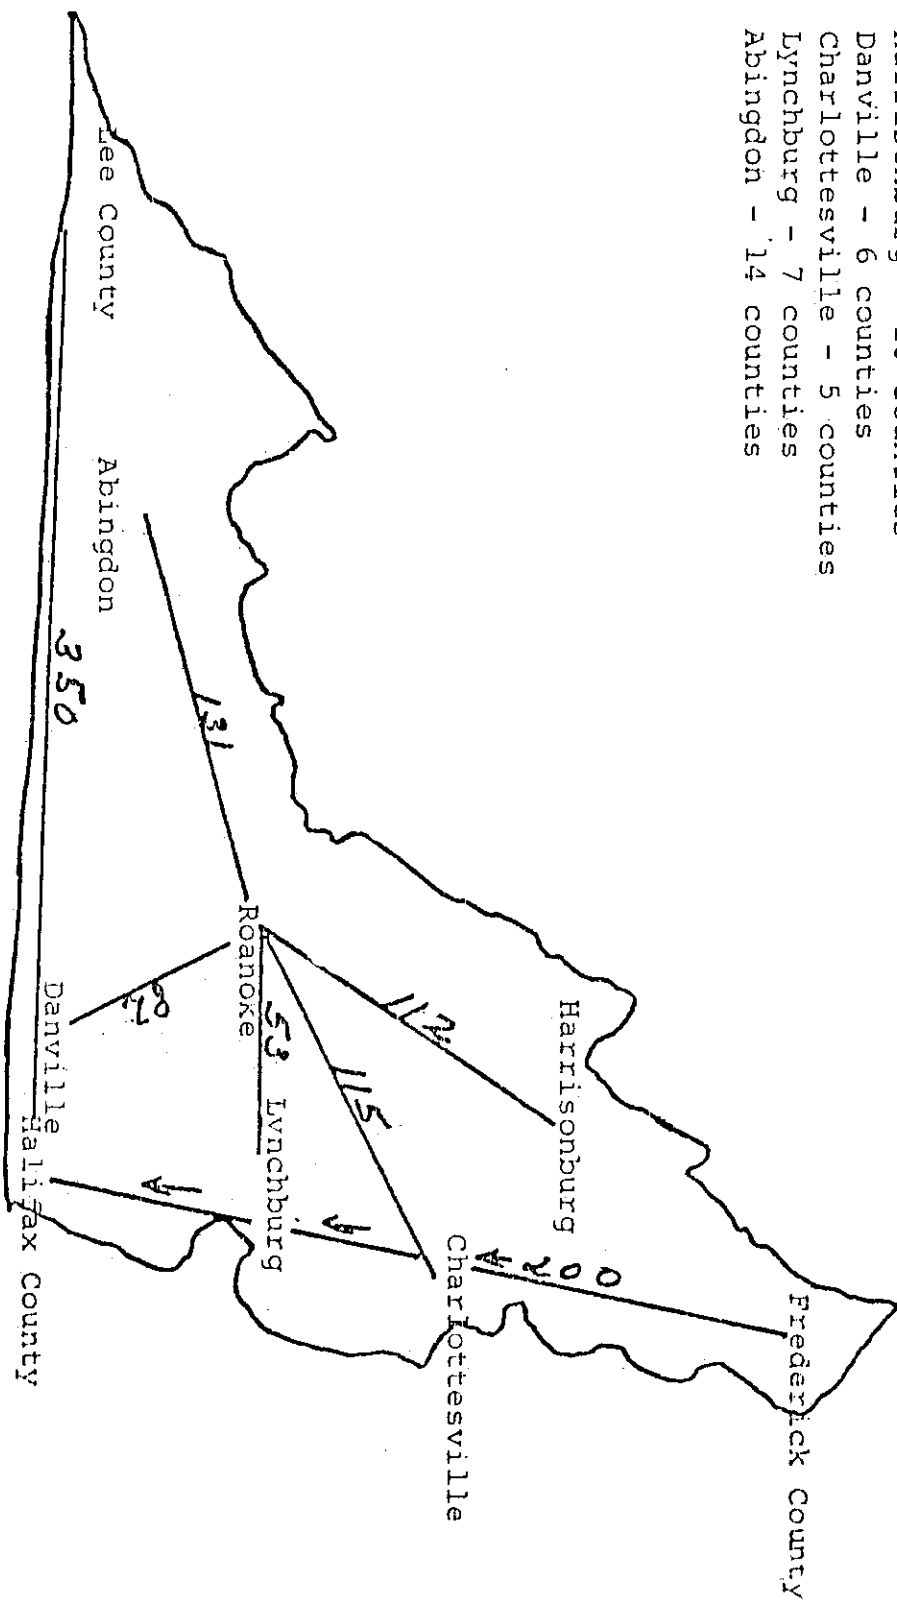 Danville - 6 counties
Charlottesville - 5 counties
Lynchburg - 7 counties
Abingdon - 14 counties
Frederick County
200
Harrisonburg
112
Charlottesville
115
Lynchburg
53
Roanoke
131
Abingdon
Lee County
Danville
350
Halifax County